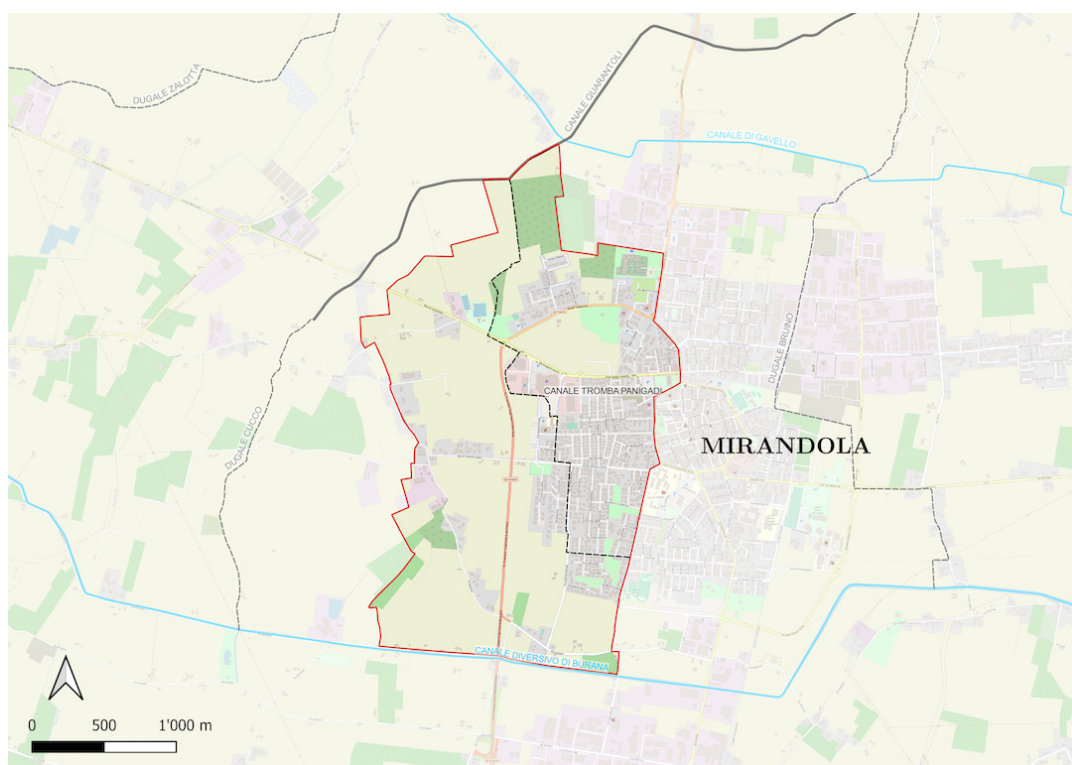 DUGALE ZALOTTA
CANALE QUARANTOLI
CANALE DI GAVELLO
DUGALE BRUINO
CANALE TROMBA PANIGADI
DUGALE CUCCO
MIRANDOLA
CANALE DIVERSIVO DI BURANA
0 500 1'000 m